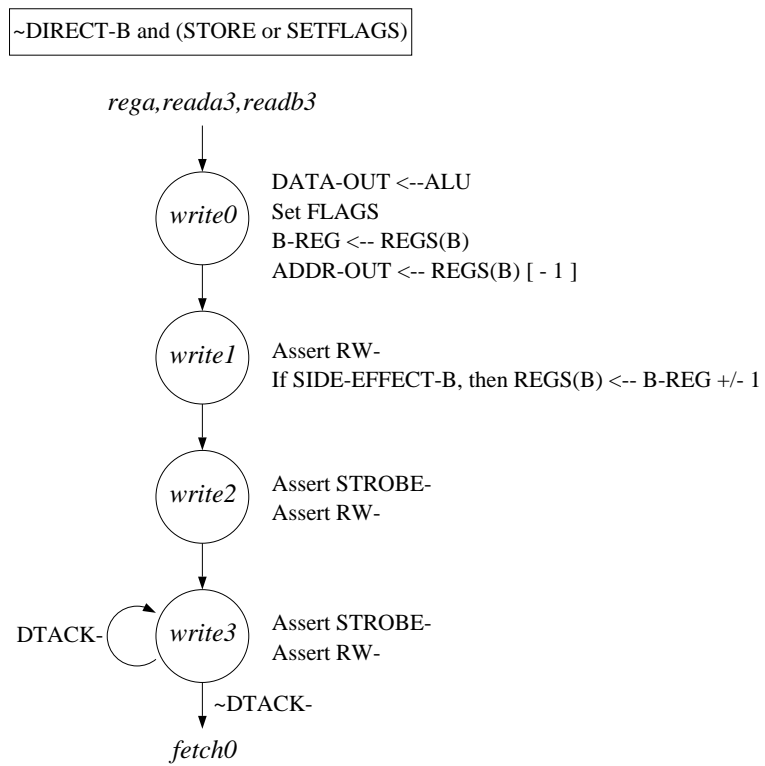 ~DIRECT-B and (STORE or SETFLAGS)
rega,reada3,readb3
write0
DATA-OUT <--ALU
Set FLAGS
B-REG <-- REGS(B)
ADDR-OUT <-- REGS(B) [ - 1 ]
write1
Assert RW-
If SIDE-EFFECT-B, then REGS(B) <-- B-REG +/- 1
write2
Assert STROBE-
Assert RW-
DTACK-
write3
Assert STROBE-
Assert RW-
~DTACK-
fetch0